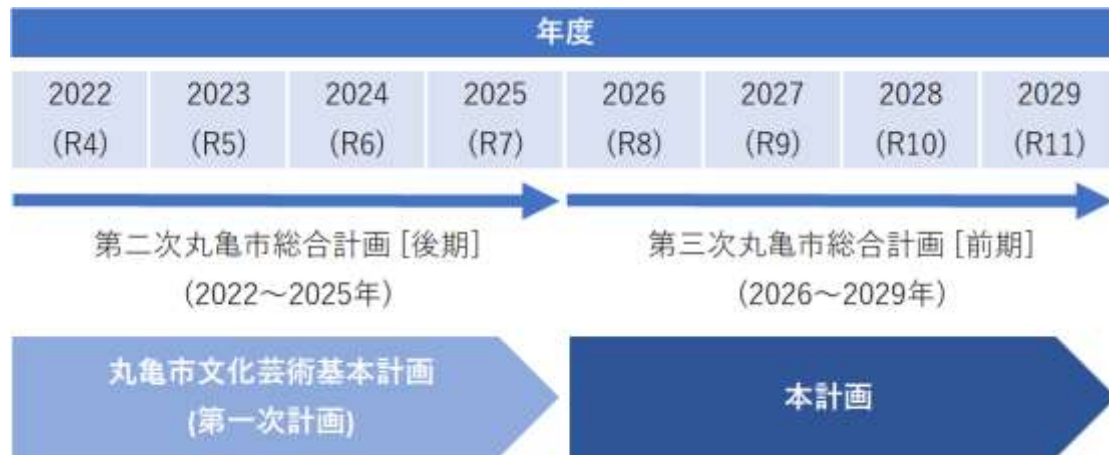 年度
2022 2023 2024 2025 2026 2027 2028 2029
(R4) (R5) (R6) (R7) (R8) (R9) (R10) (R11)
第二次丸亀市総合計画 [後期] 第三次丸亀市総合計画 [前期]
(2022～2025年) (2026～2029年)
丸亀市文化芸術基本計画
(第一次計画)
本計画